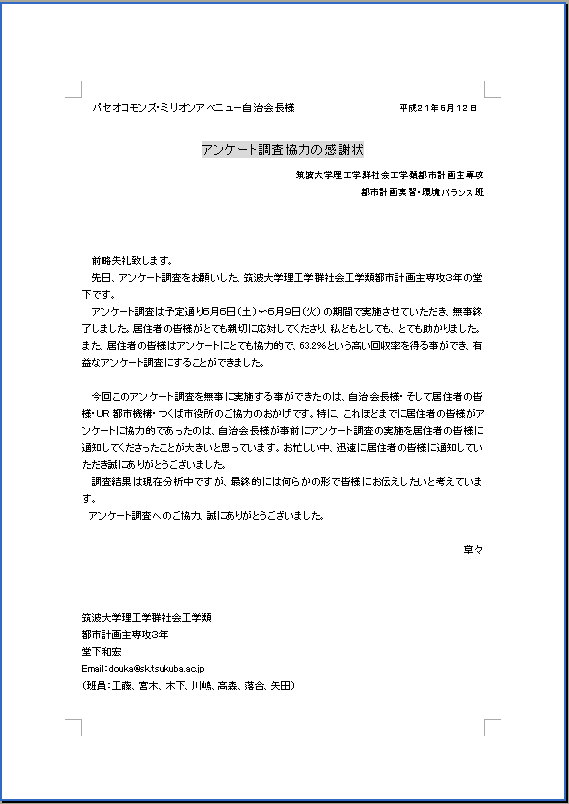 パセオコモンズ・ミリオンアベニュー自治会長様　平成21年6月12日
アンケート調査協力の感謝状
筑波大学理工学群社会工学類都市計画主専攻
都市計画実習・環境バランス班
前略失礼致します。
先日、アンケート調査をお願いした、筑波大学理工学群社会工学類都市計画主専攻3年の堂
下です。
アンケート調査は予定通り6月6日(土)～6月9日(火)の期間で実施させていただき、無事終
了しました。居住者の皆様がとても親切に応対してくださり、私どもとしても、とても助かりました。
また、居住者の皆様はアンケートにとても協力的で、63.2%という高い回収率を得る事ができ、有
益なアンケート調査にすることができました。
今回このアンケート調査を無事に実施する事ができたのは、自治会長様・そして居住者の皆
様・UR都市機構・つくば市役所のご協力のおかげです。特に、これほどまでに居住者の皆様がア
ンケートに協力的であったのは、自治会長様が事前にアンケート調査の実施を居住者の皆様に
通知してくださったことが大きいと思っています。お忙しい中、迅速に居住者の皆様に通知してい
ただき誠にありがとうございました。
調査結果は現在分析中ですが、最終的には何らかの形で皆様にお伝えしたいと考えていま
す。
アンケート調査へのご協力、誠にありがとうございました。
草々
筑波大学理工学群社会工学類
都市計画主専攻3年
堂下和宏
Email:douka@sk.tsukuba.ac.jp
(班員:工藤、宮木、木下、川嶋、高森、落合、矢田)